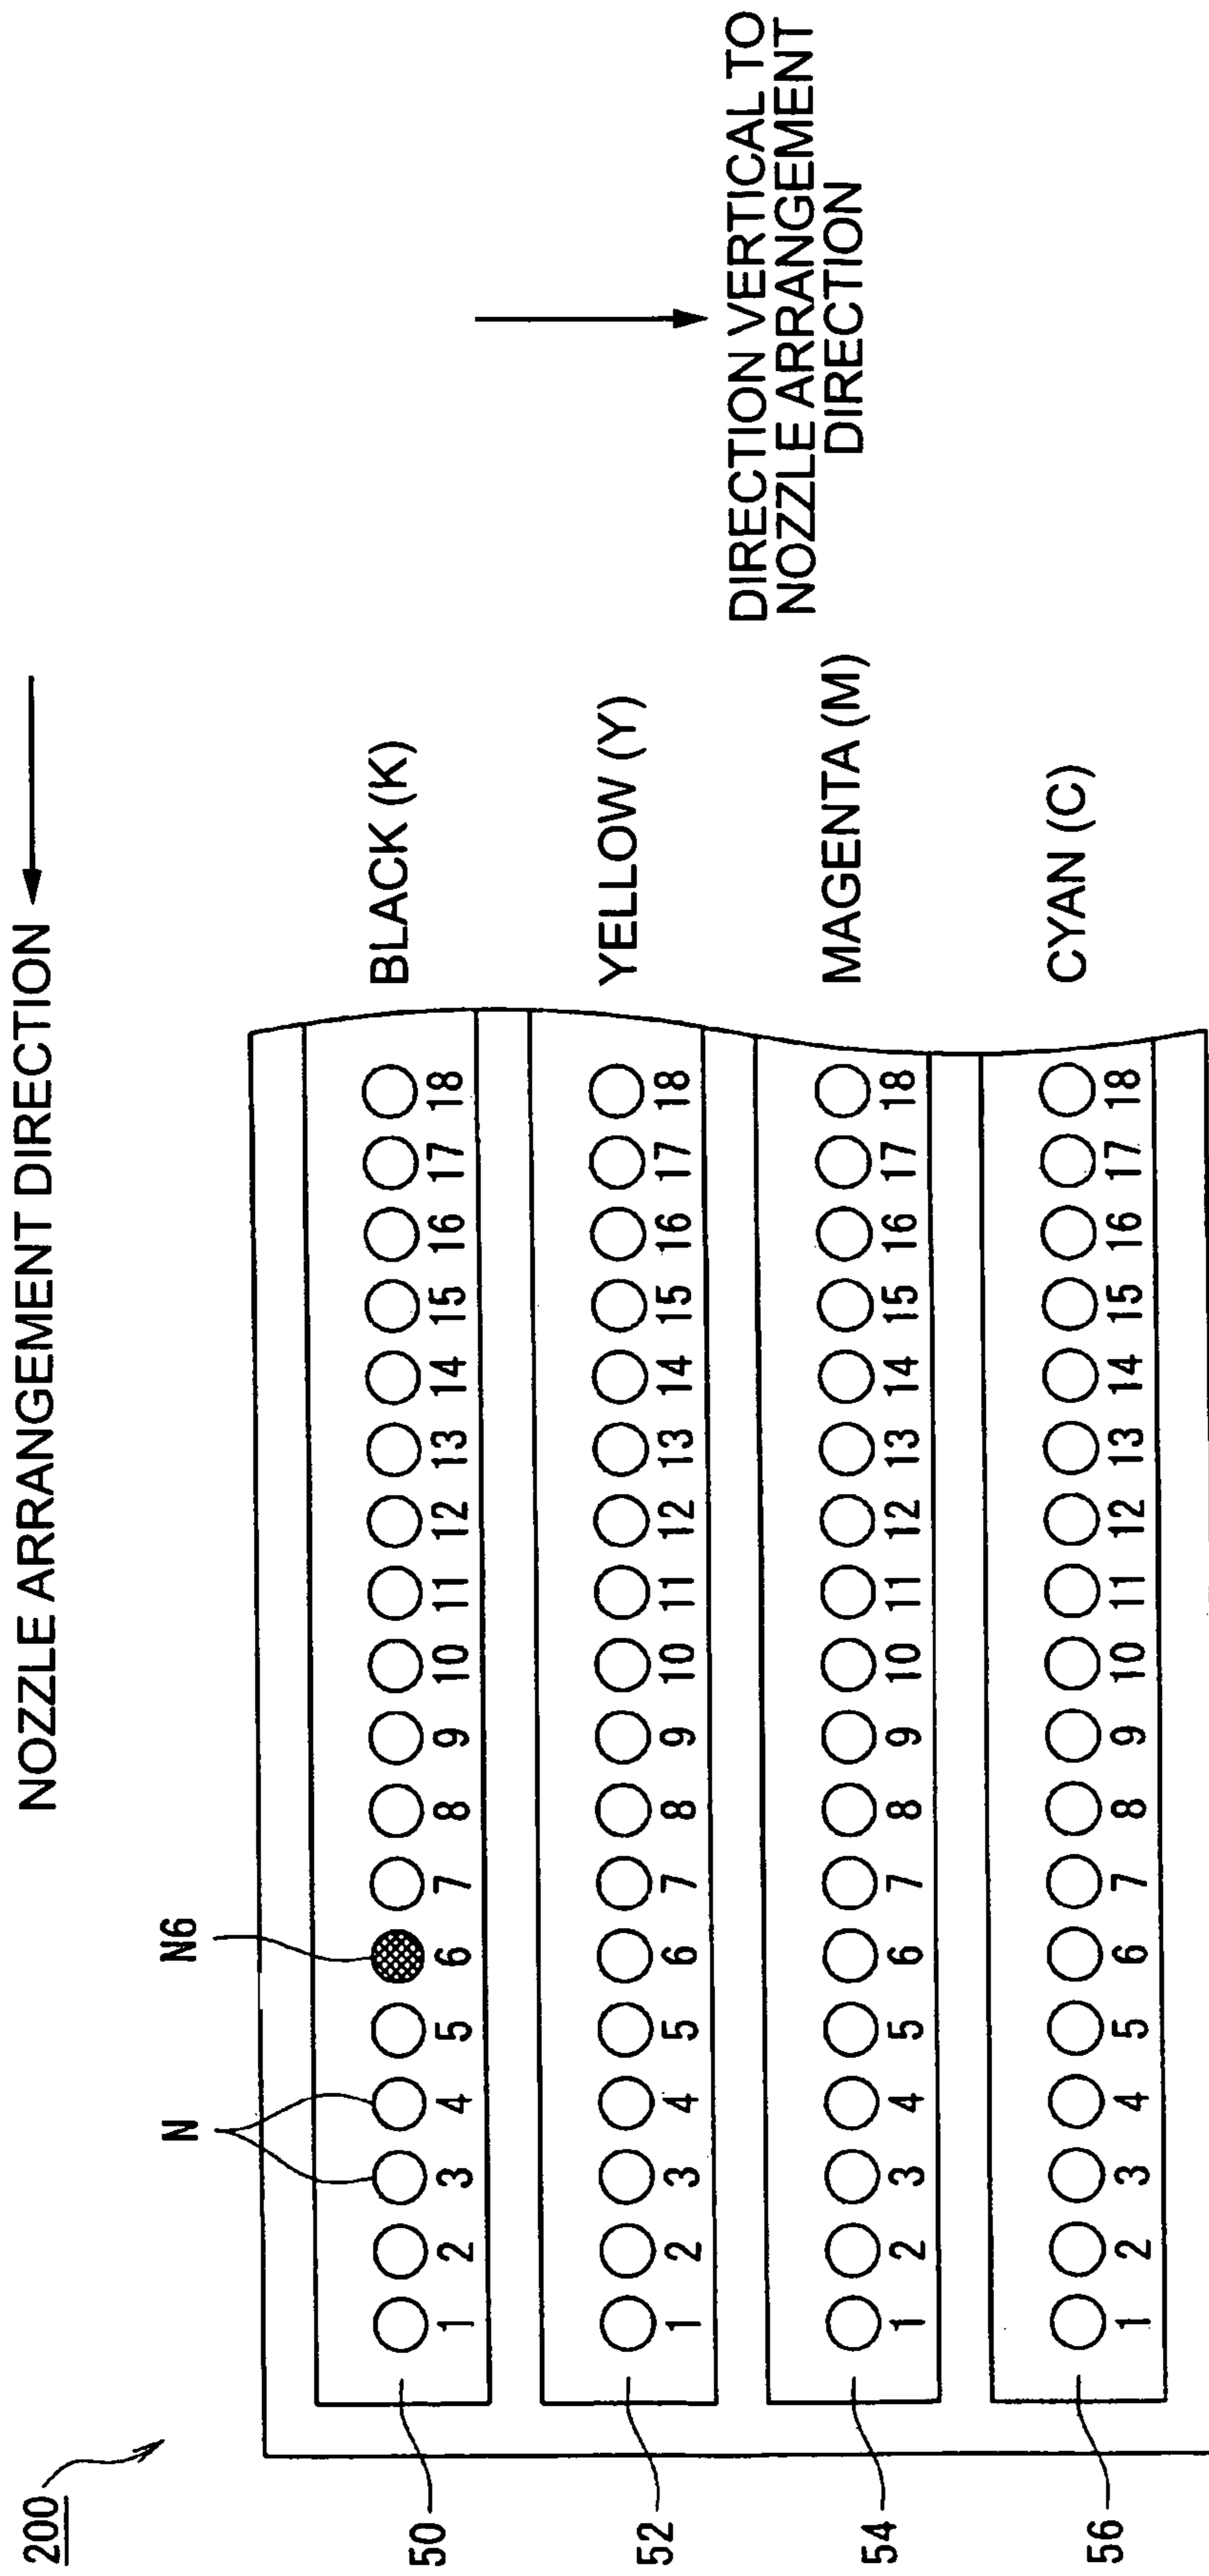 200
NOZZLE ARRANGEMENT DIRECTION
N
N6
50
1 2 3 4 5 6 7 8 9 10 11 12 13 14 15 16 17 18
BLACK (K)
52
1 2 3 4 5 6 7 8 9 10 11 12 13 14 15 16 17 18
YELLOW (Y)
54
1 2 3 4 5 6 7 8 9 10 11 12 13 14 15 16 17 18
MAGENTA (M)
56
1 2 3 4 5 6 7 8 9 10 11 12 13 14 15 16 17 18
CYAN (C)
DIRECTION VERTICAL TO
NOZZLE ARRANGEMENT
DIRECTION